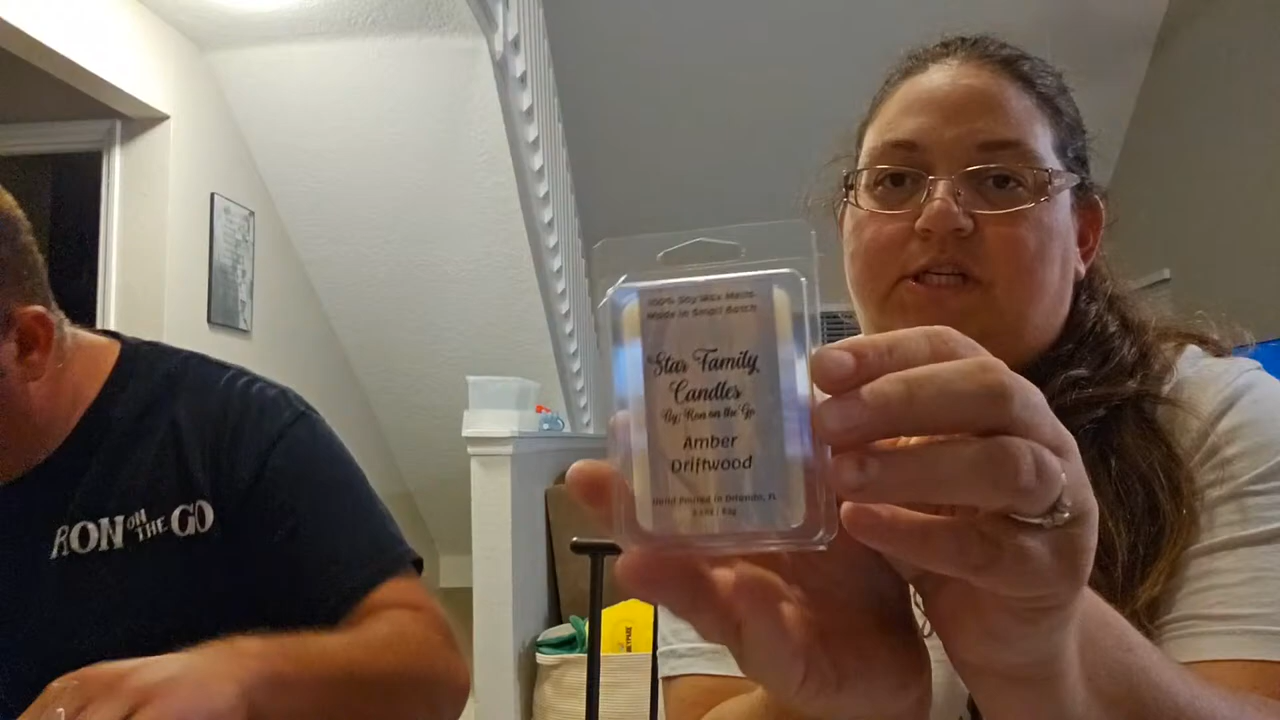 100% Soy Wax Melts
Made in Small Batch
Star Family
Candles
By: Ron on the Go
Amber
Driftwood
Hand Poured in Orlando, FL
RON ON THE GO